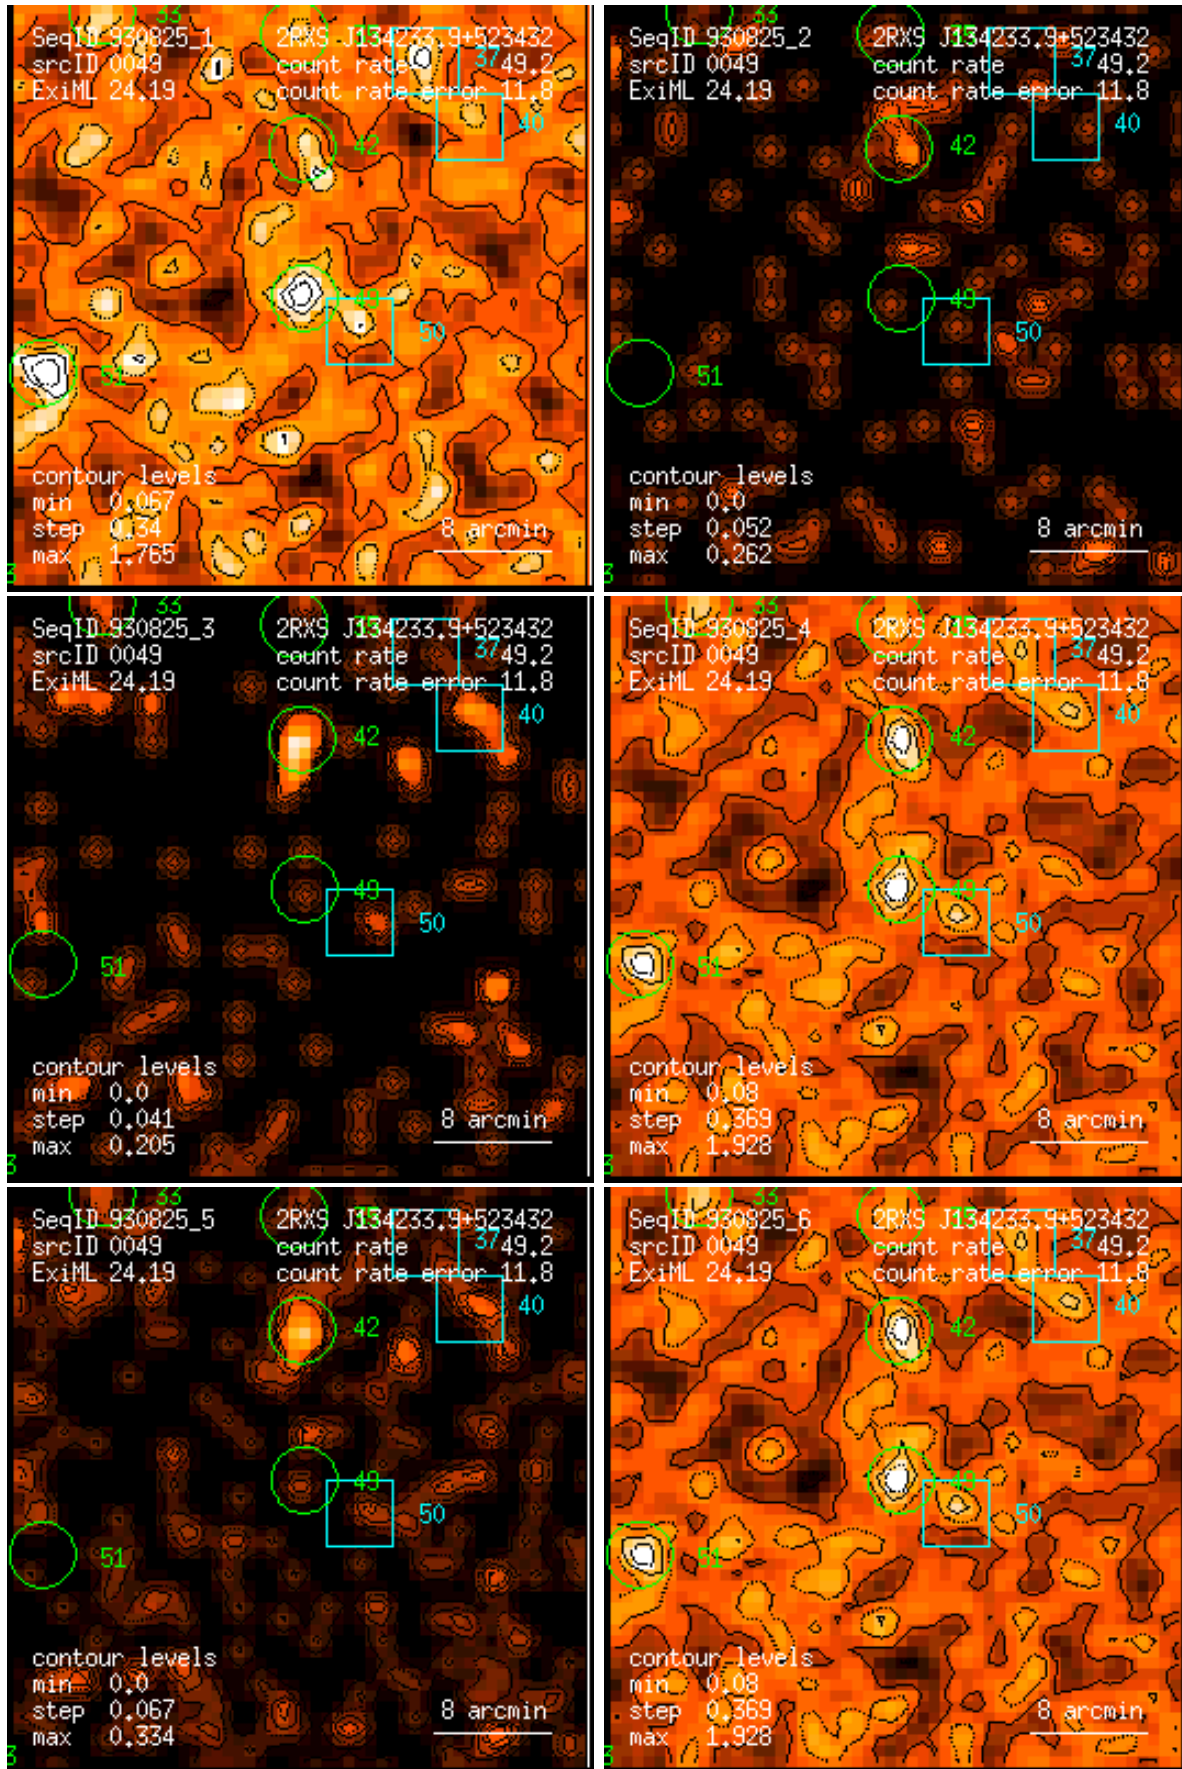 33
SeqID 930825_1 2RXS J134233.9+523432
srcID 0049 count rate 37 49.2
ExiML 24.19 count rate error 11.8
40
42
49
50
51
contour levels
min 0.067
step 0.34 8 arcmin
max 1.765
3
33
SeqID 930825_2 2RXS J134233.9+523432
srcID 0049 count rate 37 49.2
ExiML 24.19 count rate error 11.8
40
42
49
50
51
contour levels
min 0.0
step 0.052 8 arcmin
max 0.262
3
33
SeqID 930825_3 2RXS J134233.9+523432
srcID 0049 count rate 37 49.2
ExiML 24.19 count rate error 11.8
40
42
49
50
51
contour levels
min 0.0
step 0.041 8 arcmin
max 0.205
3
33
SeqID 930825_4 2RXS J134233.9+523432
srcID 0049 count rate 37 49.2
ExiML 24.19 count rate error 11.8
40
42
49
50
51
contour levels
min 0.08
step 0.369 8 arcmin
max 1.928
3
33
SeqID 930825_5 2RXS J134233.9+523432
srcID 0049 count rate 37 49.2
ExiML 24.19 count rate error 11.8
40
42
49
50
51
contour levels
min 0.0
step 0.067 8 arcmin
max 0.334
3
33
SeqID 930825_6 2RXS J134233.9+523432
srcID 0049 count rate 37 49.2
ExiML 24.19 count rate error 11.8
40
42
49
50
51
contour levels
min 0.08
step 0.369 8 arcmin
max 1.928
3